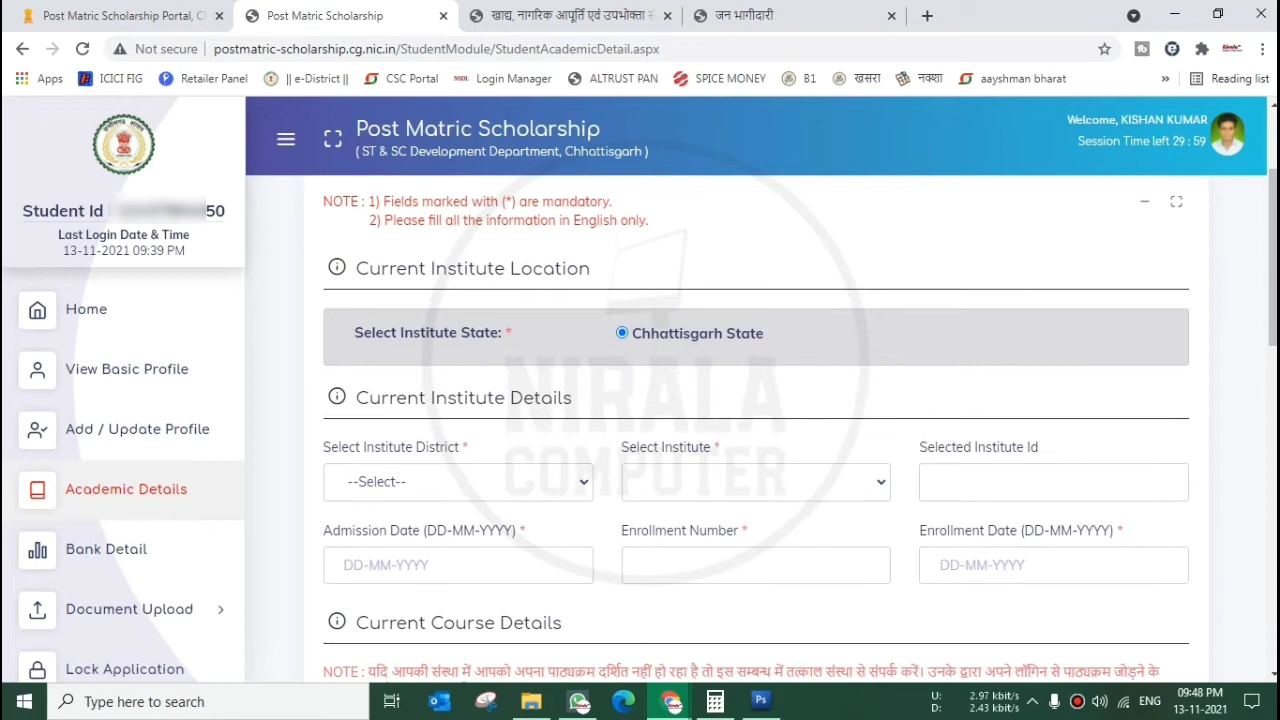 Post Matric Scholarship Portal, C
Post Matric Scholarship
खाद्य, नागरिक आपूर्ति एवं उपभोक्ता
जन भागीदारी
Not secure
postmatric-scholarship.cg.nic.in/StudentModule/StudentAcademicDetail.aspx
Apps
ICICI FIG
Retailer Panel
|| e-District ||
CSC Portal
NSDL Login Manager
ALTRUST PAN
SPICE MONEY
B1
खसरा
नक्शा
aayshman bharat
»
Reading list
Post Matric Scholarship
( ST & SC Development Department, Chhattisgarh )
Welcome, KISHAN KUMAR
Session Time left 29 : 59
Student Id 50
Last Login Date & Time
13-11-2021 09:39 PM
Home
View Basic Profile
Add / Update Profile
Academic Details
Bank Detail
Document Upload
Lock Application
NOTE : 1) Fields marked with (*) are mandatory.
2) Please fill all the information in English only.
Current Institute Location
Select Institute State: *
Chhattisgarh State
Current Institute Details
Select Institute District *
Select Institute *
Selected Institute Id
--Select--
Admission Date (DD-MM-YYYY) *
Enrollment Number *
Enrollment Date (DD-MM-YYYY) *
DD-MM-YYYY
DD-MM-YYYY
Current Course Details
NOTE : यदि आपकी संस्था में आपको अपना पाठ्यक्रम दर्शित नहीं हो रहा है तो इस सम्बन्ध में तत्काल संस्था से संपर्क करें। उनके द्वारा अपने लॉगिन से पाठ्यक्रम जोड़ने के
NIRALA
COMPUTER
Type here to search
U: 2.97 kbit/s
D: 2.43 kbit/s
ENG
09:48 PM
13-11-2021